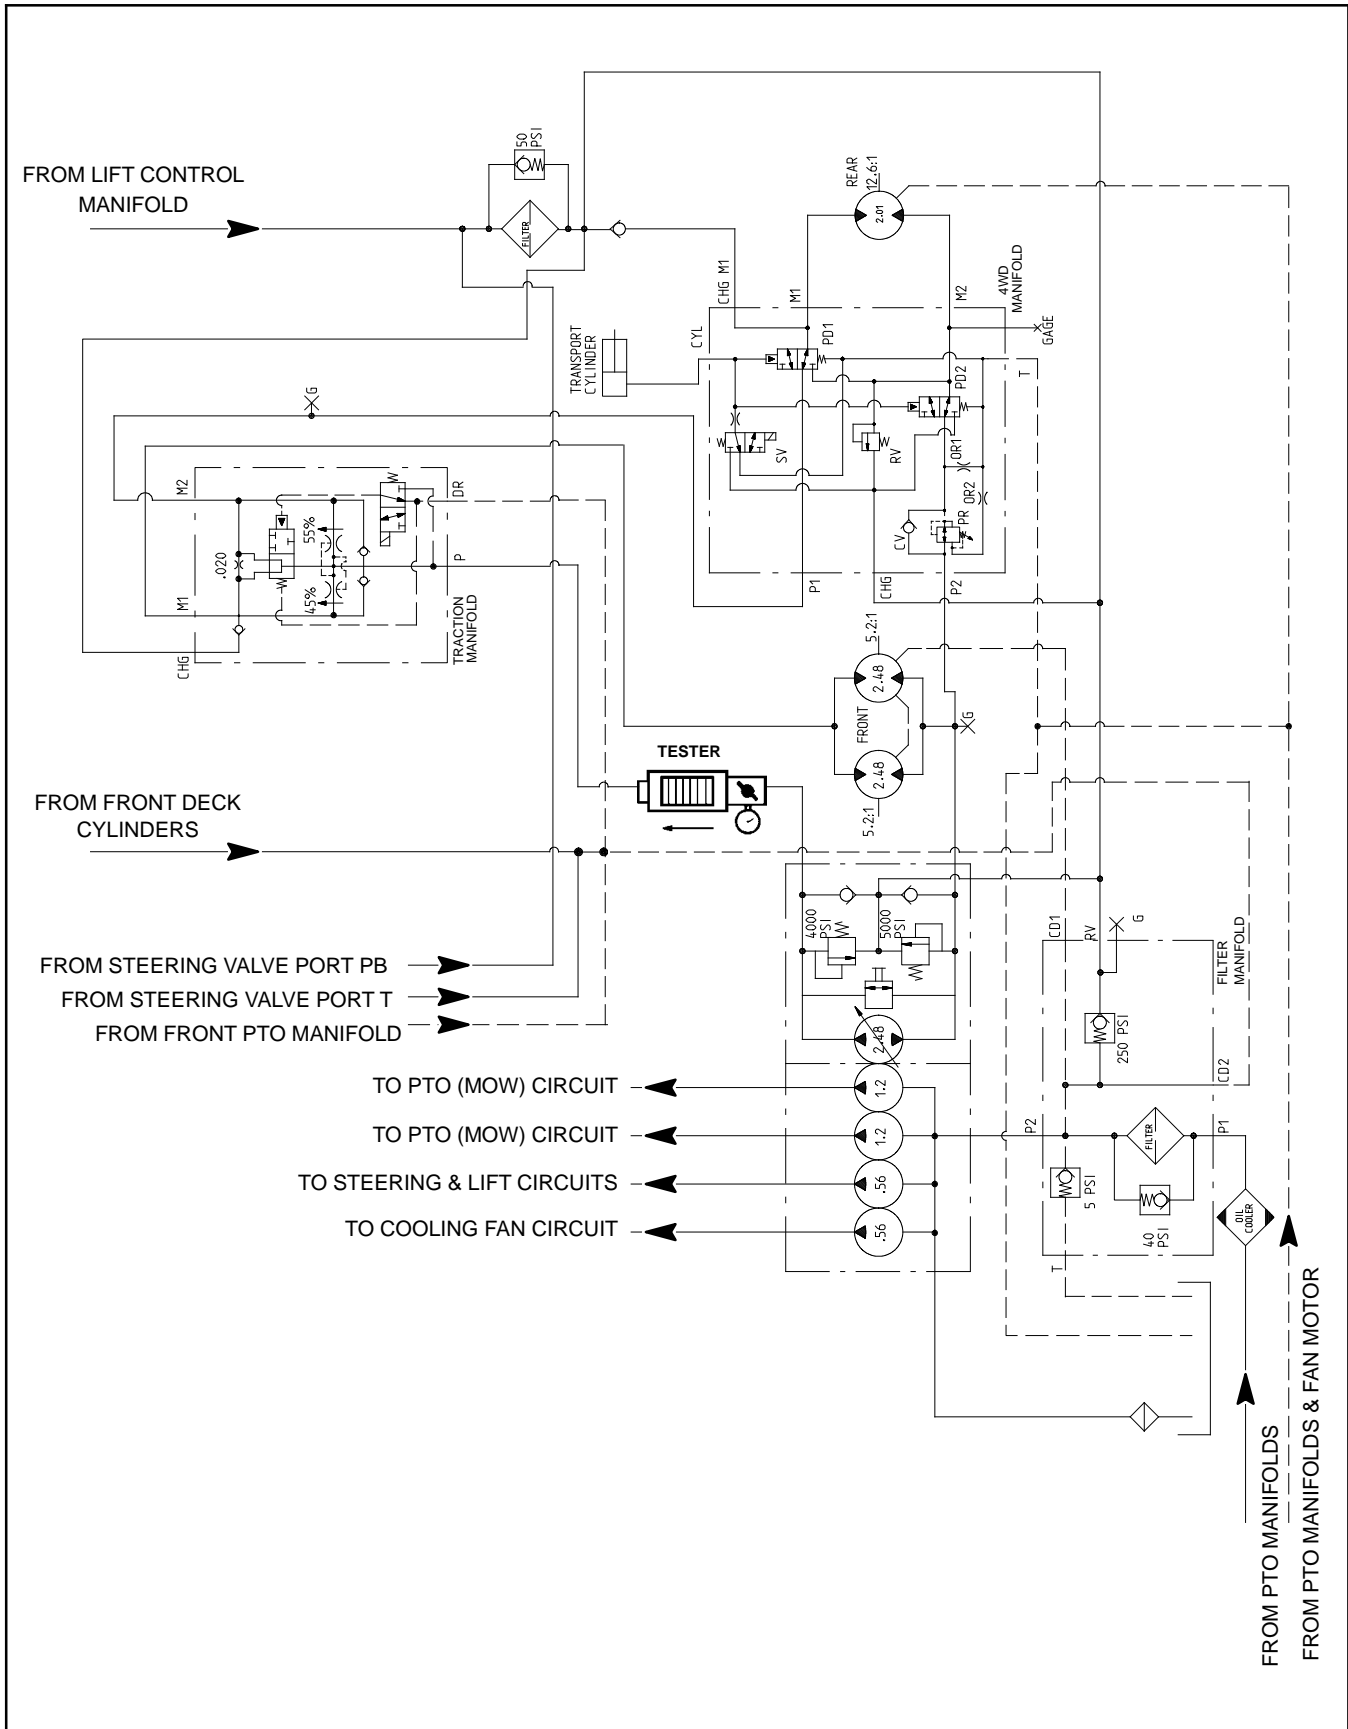 50
PSI
FROM LIFT CONTROL
MANIFOLD
FILTER
REAR
12.6:1
2.01
CHG M1
M1
M2
4WD
MANIFOLD
TRANSPORT
CYLINDER
CYL
PD1
GAGE
T
PD2
G
SV
RV
OR1
OR2
PR
CV
P1
CHG
P2
M2
DR
.020
55%
45%
P
M1
CHG
TRACTION
MANIFOLD
5.2:1
2.48
FRONT
G
2.48
5.2:1
TESTER
FROM FRONT DECK
CYLINDERS
4000
PSI
5000
PSI
CD1
RV
G
FILTER
MANIFOLD
FROM STEERING VALVE PORT PB
FROM STEERING VALVE PORT T
FROM FRONT PTO MANIFOLD
2.48
250 PSI
CD2
TO PTO (MOW) CIRCUIT
1.2
TO PTO (MOW) CIRCUIT
1.2
P2
FILTER
P1
TO STEERING & LIFT CIRCUITS
.56
5 PSI
TO COOLING FAN CIRCUIT
.56
40
PSI
OIL
COOLER
T
FROM PTO MANIFOLDS
FROM PTO MANIFOLDS & FAN MOTOR